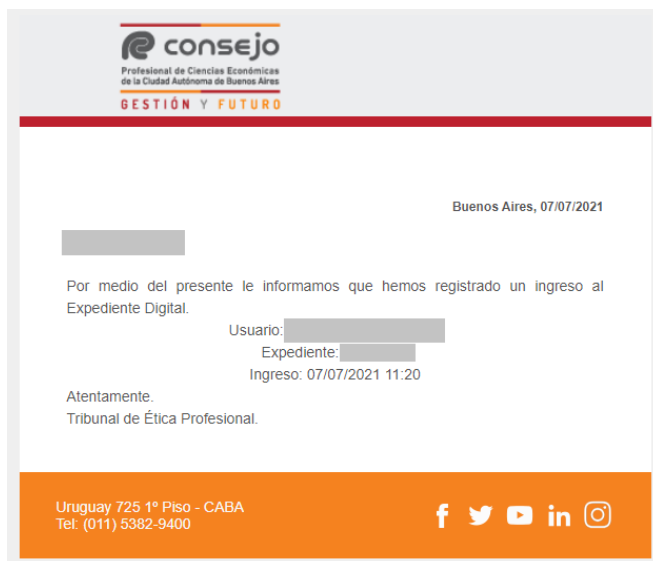 consejo
Profesional de Ciencias Económicas
de la Ciudad Autónoma de Buenos Aires
GESTIÓN Y FUTURO
Buenos Aires, 07/07/2021
Por medio del presente le informamos que hemos registrado un ingreso al
Expediente Digital.
Usuario:
Expediente:
Ingreso: 07/07/2021 11:20
Atentamente.
Tribunal de Ética Profesional.
Uruguay 725 1º Piso - CABA
Tel: (011) 5382-9400